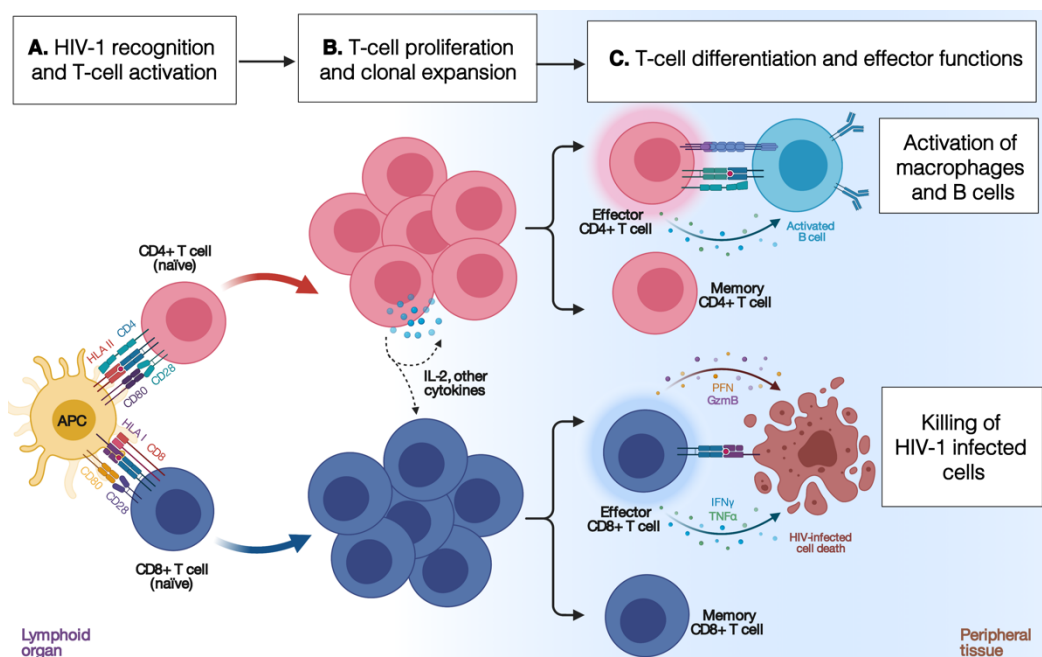 A. HIV-1 recognition
and T-cell activation
B. T-cell proliferation
and clonal expansion
C. T-cell differentiation and effector functions
Activation of
macrophages
and B cells
Effector
CD4+ T cell
Activated
B cell
CD4+ T cell
(naïve)
Memory
CD4+ T cell
HLA II
CD4
CD28
CD80
IL-2, other
cytokines
APC
HLA I
CD8
CD80
CD28
PFN
GzmB
Killing of
HIV-1 infected
cells
IFNγ
TNFα
Effector
CD8+ T cell
HIV-infected
cell death
CD8+ T cell
(naïve)
Memory
CD8+ T cell
Lymphoid
organ
Peripheral
tissue